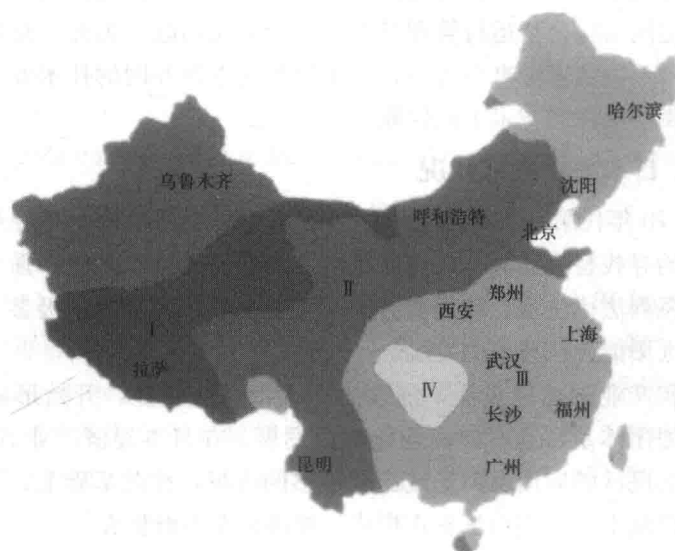 哈尔滨
乌鲁木齐
沈阳
呼和浩特
北京
Ⅱ
郑州
西安
Ⅰ
上海
拉萨
武汉
Ⅲ
Ⅳ
长沙
福州
昆明
广州